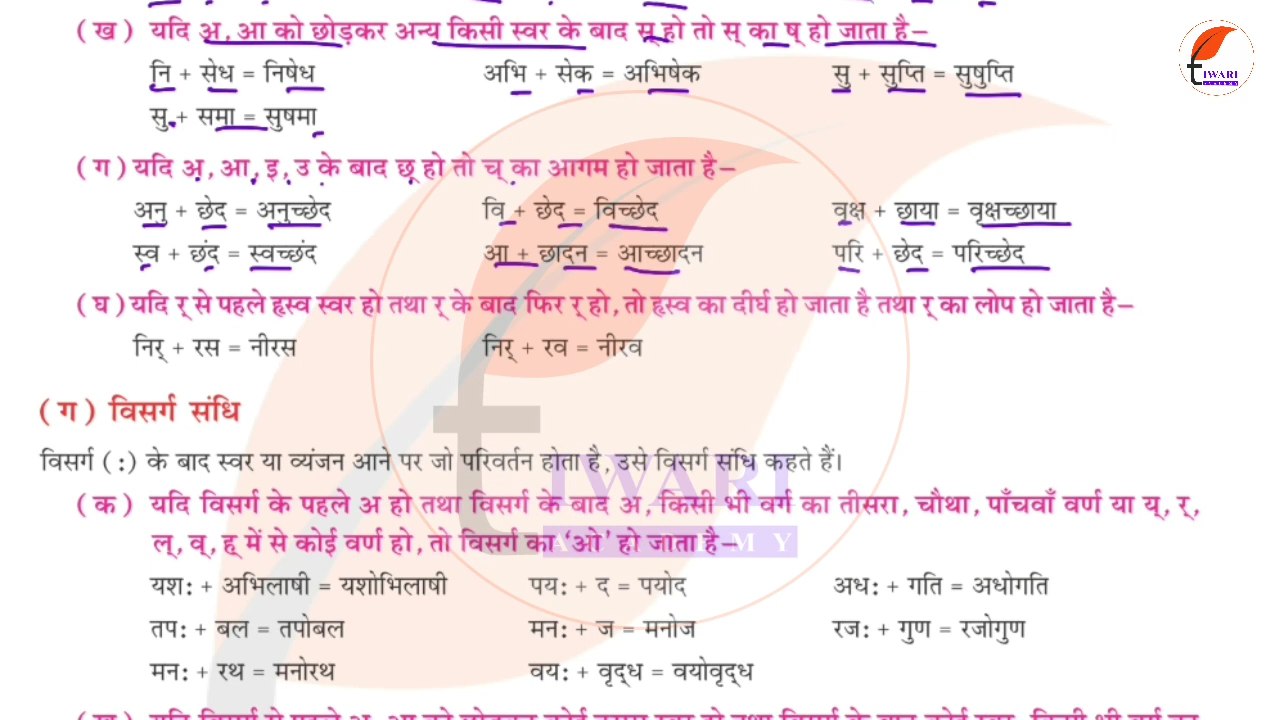 (ख) यदि अ, आ को छोड़कर अन्य किसी स्वर के बाद स् हो तो स् का ष् हो जाता है–
नि + सेध = निषेध अभि + सेक = अभिषेक सु + सुप्ति = सुषुप्ति
सु + समा = सुषमा
(ग) यदि अ, आ, इ, उ के बाद छ् हो तो च् का आगम हो जाता है–
अनु + छेद = अनुच्छेद वि + छेद = विच्छेद वृक्ष + छाया = वृक्षच्छाया
स्व + छंद = स्वच्छंद आ + छादन = आच्छादन परि + छेद = परिच्छेद
(घ) यदि र् से पहले हृस्व स्वर हो तथा र् के बाद फिर र् हो, तो हृस्व का दीर्घ हो जाता है तथा र् का लोप हो जाता है–
निर् + रस = नीरस निर् + रव = नीरव
(ग) विसर्ग संधि
विसर्ग (:) के बाद स्वर या व्यंजन आने पर जो परिवर्तन होता है, उसे विसर्ग संधि कहते हैं।
(क) यदि विसर्ग के पहले अ हो तथा विसर्ग के बाद अ, किसी भी वर्ग का तीसरा, चौथा, पाँचवाँ वर्ण या य्, र्,
ल्, व्, ह् में से कोई वर्ण हो, तो विसर्ग का 'ओ' हो जाता है–
यश: + अभिलाषी = यशोभिलाषी पय: + द = पयोद अध: + गति = अधोगति
तप: + बल = तपोबल मन: + ज = मनोज रज: + गुण = रजोगुण
मन: + रथ = मनोरथ वय: + वृद्ध = वयोवृद्ध
TIWARI
ACADEMY
TIWARI